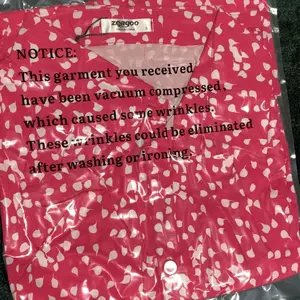 zeagoo
NOTICE:
This garment you received
have been vacuum compressed,
which caused some wrinkles.
These wrinkles could be eliminated
after washing or ironing.